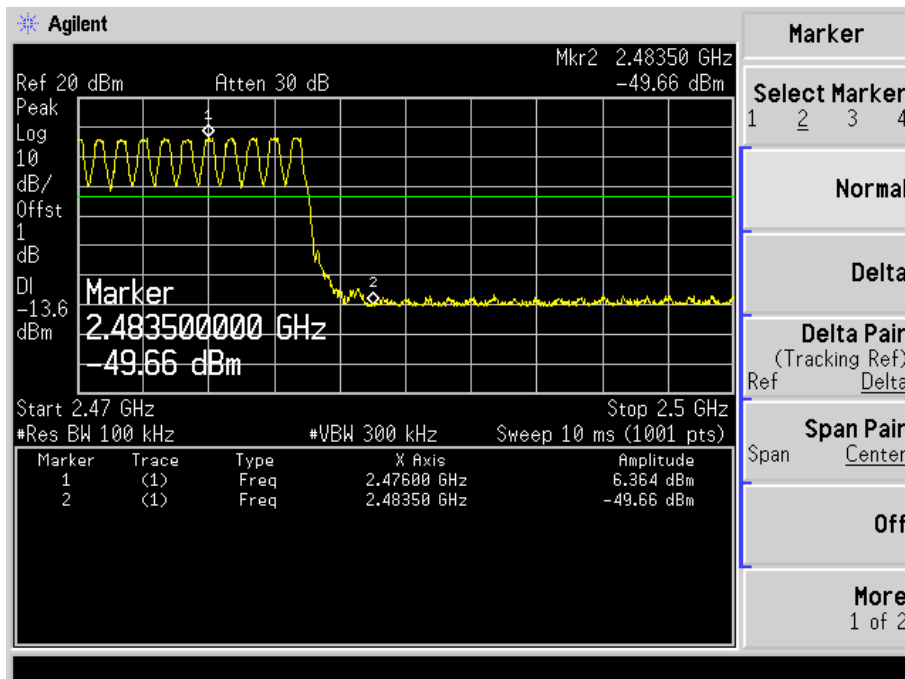 Agilent
Mkr2 2.48350 GHz
Ref 20 dBm Atten 30 dB -49.66 dBm
Peak
Log
10
dB/
Offst
1
dB
DI
-13.6
dBm
1
2
Marker
2.483500000 GHz
-49.66 dBm
Start 2.47 GHz Stop 2.5 GHz
#Res BW 100 kHz #VBW 300 kHz Sweep 10 ms (1001 pts)
Marker Trace Type X Axis Amplitude
1 (1) Freq 2.47600 GHz 6.364 dBm
2 (1) Freq 2.48350 GHz -49.66 dBm
Marker
Select Marker
1 2 3 4
Normal
Delta
Delta Pair
(Tracking Ref)
Ref Delta
Span Pair
Span Center
Off
More
1 of 2